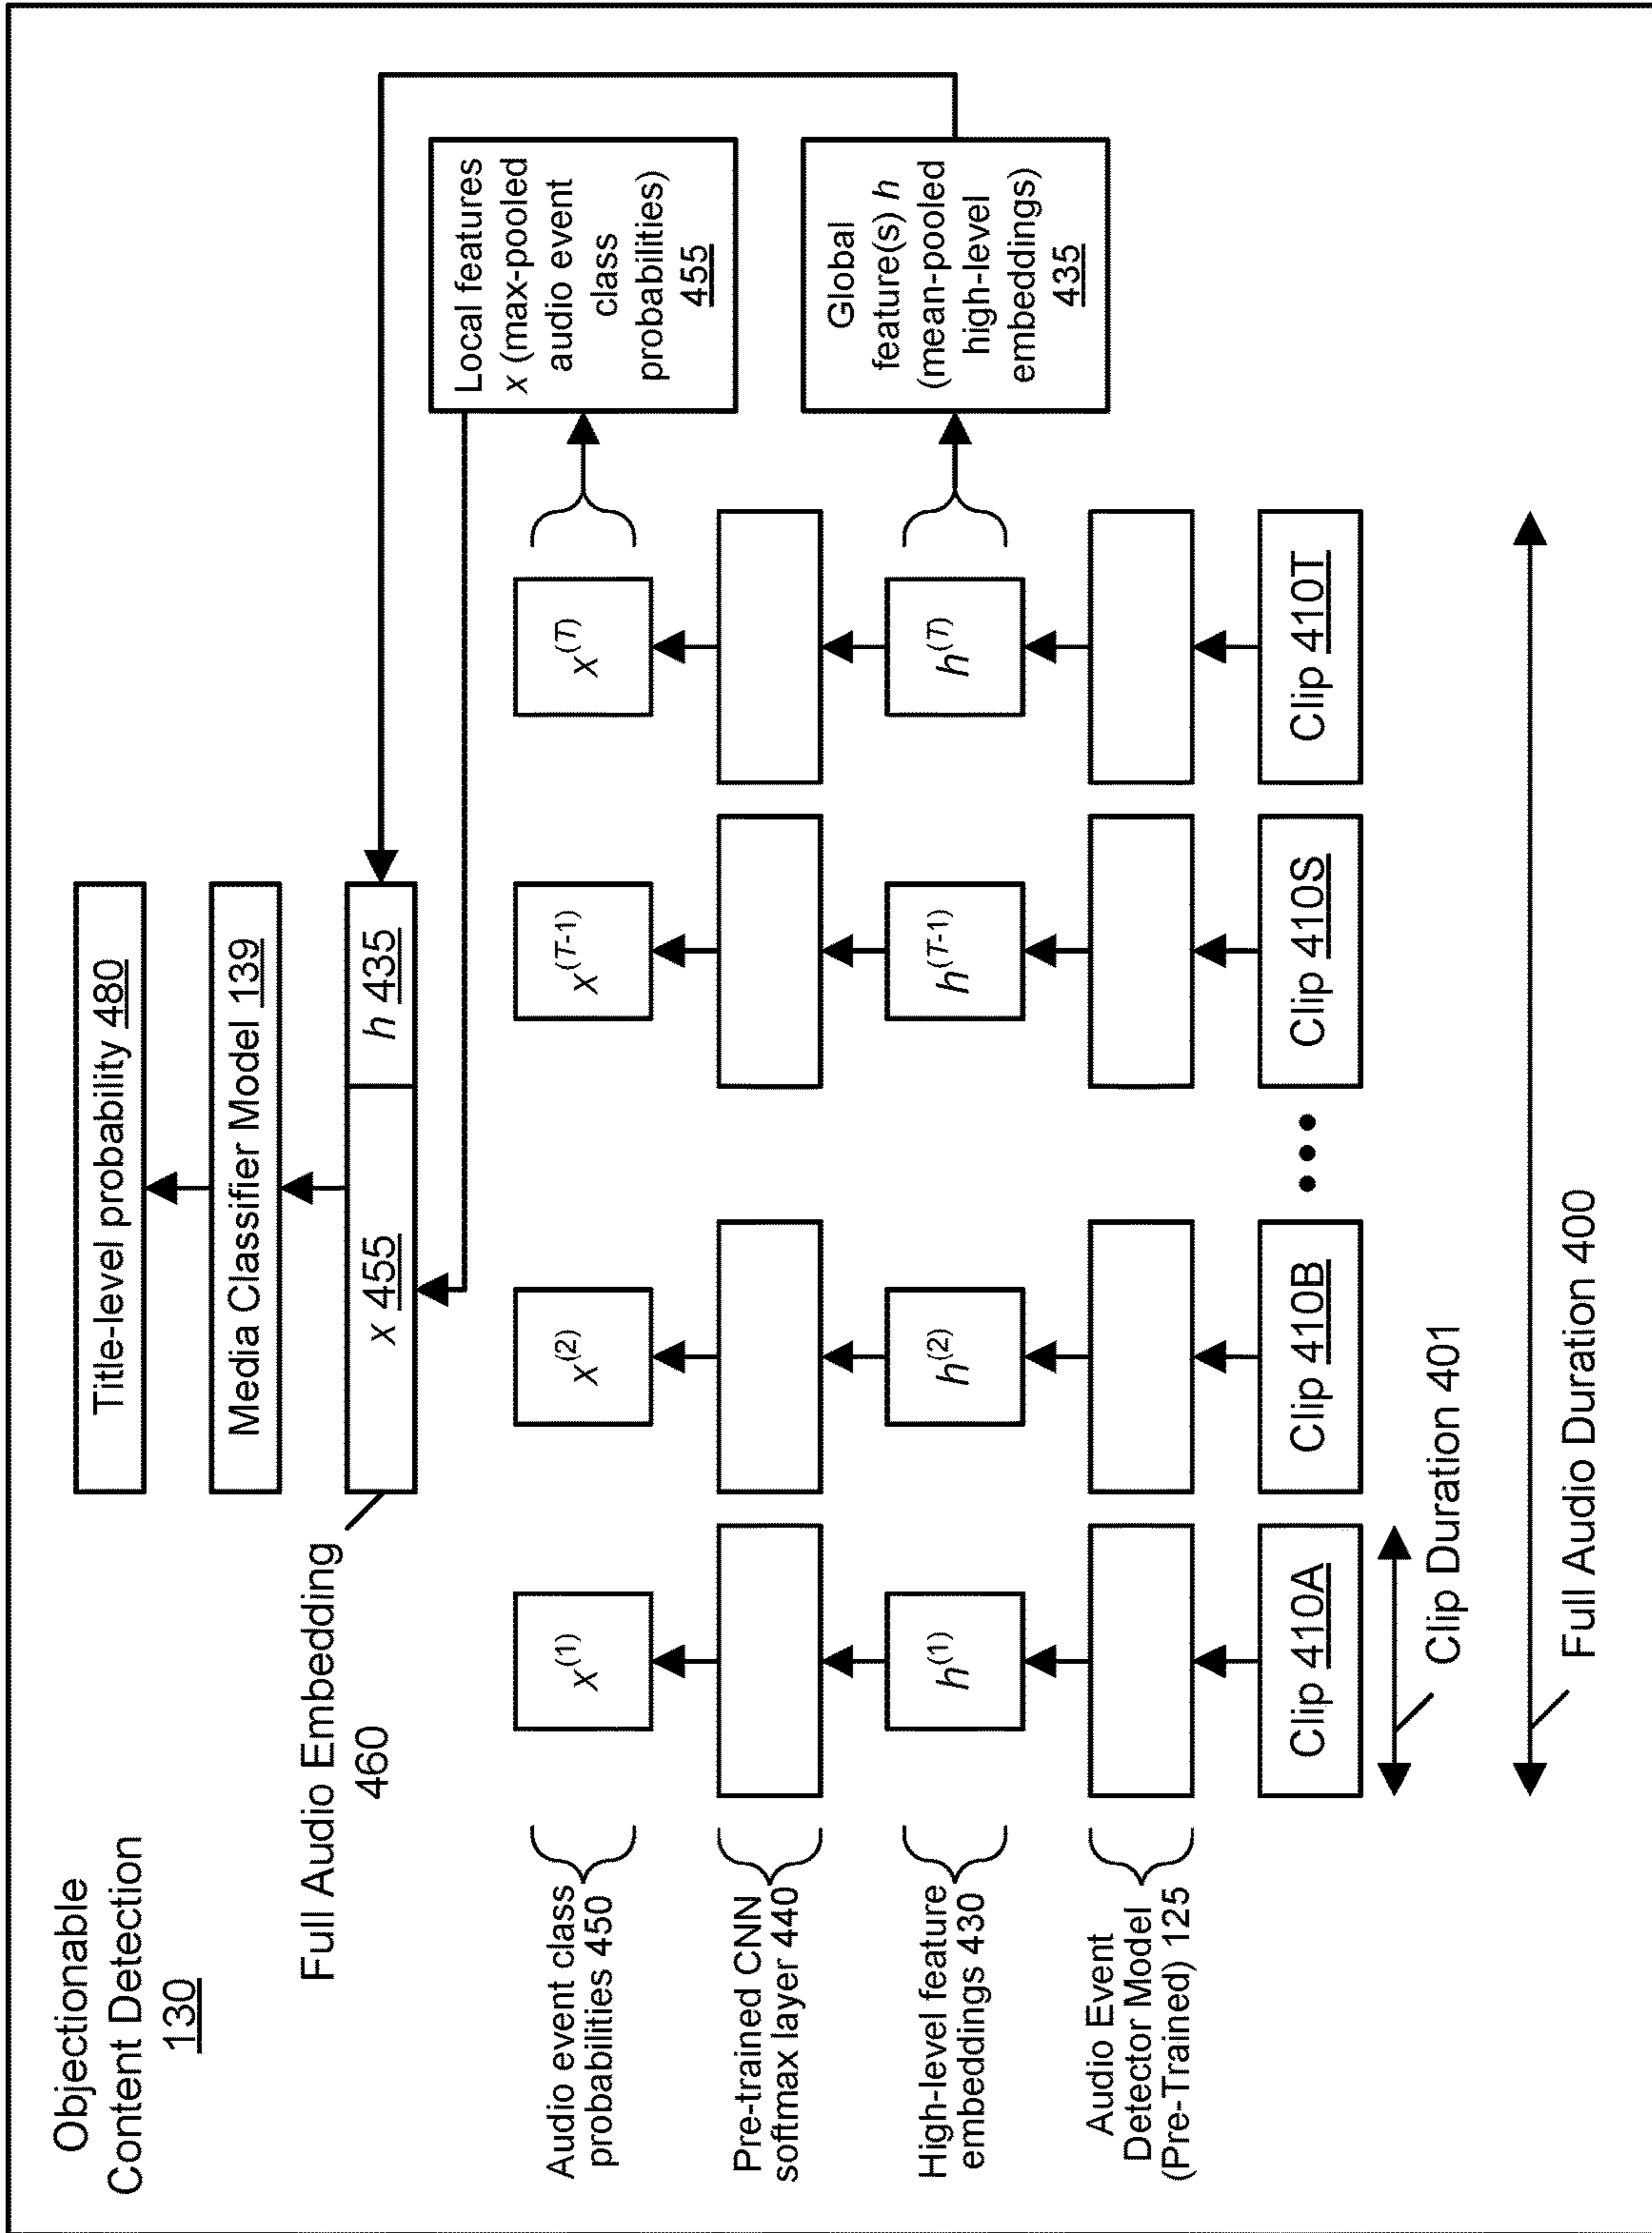 Objectionable
Content Detection
130
Title-level probability 480
Media Classifier Model 139
Full Audio Embedding
460
x 455
h 435
Audio event class
probabilities 450
x(1)
x(2)
x(T-1)
x(T)
Local features
x (max-pooled
audio event
class
probabilities)
455
Pre-trained CNN
softmax layer 440
High-level feature
embeddings 430
h(1)
h(2)
h(T-1)
h(T)
Global
feature(s) h
(mean-pooled
high-level
embeddings)
435
Audio Event
Detector Model
(Pre-Trained) 125
Clip 410A
Clip 410B
•••
Clip 410S
Clip 410T
Clip Duration 401
Full Audio Duration 400